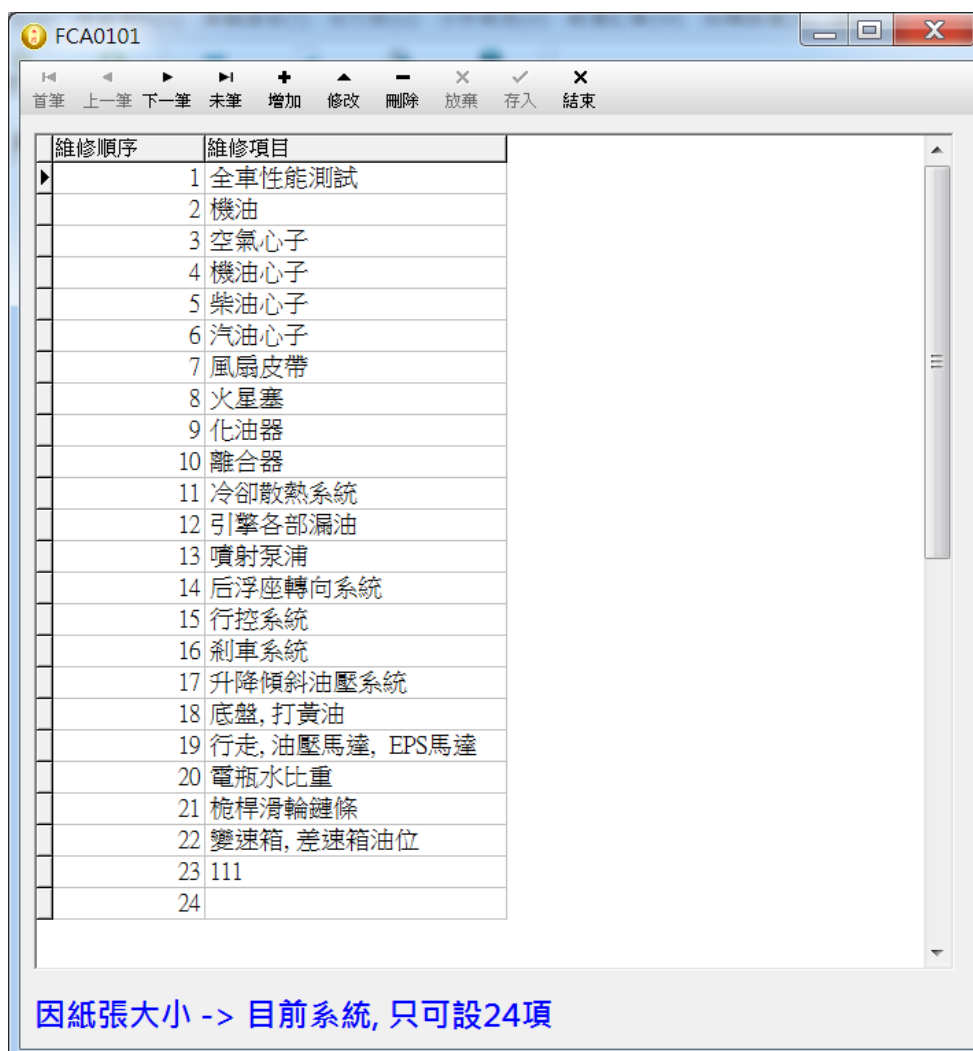 FCA0101
首筆 上一筆 下一筆 未筆 增加 修改 刪除 放棄 存入 結束
維修順序 維修項目
1 全車性能測試
2 機油
3 空氣心子
4 機油心子
5 柴油心子
6 汽油心子
7 風扇皮帶
8 火星塞
9 化油器
10 離合器
11 冷卻散熱系統
12 引擎各部漏油
13 噴射泵浦
14 后浮座轉向系統
15 行控系統
16 剎車系統
17 升降傾斜油壓系統
18 底盤, 打黃油
19 行走, 油壓馬達, EPS馬達
20 電瓶水比重
21 桅桿滑輪鏈條
22 變速箱, 差速箱油位
23 111
24
因紙張大小 -> 目前系統, 只可設24項